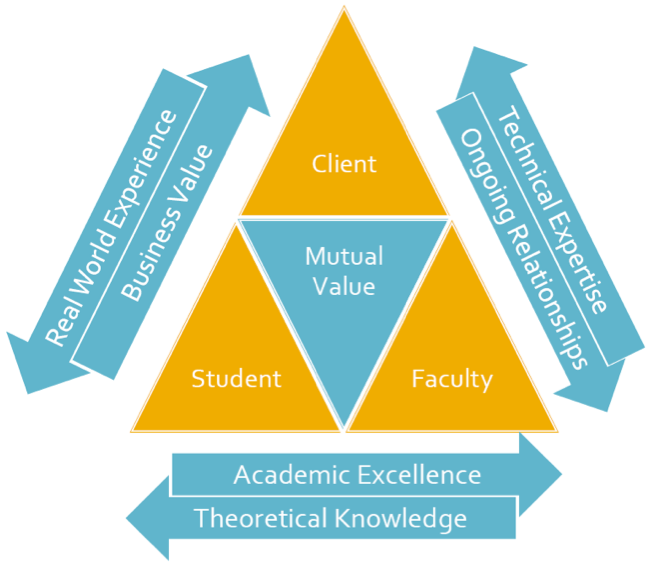 Client
Real World Experience
Business Value
Technical Expertise
Ongoing Relationships
Mutual
Value
Student
Faculty
Academic Excellence
Theoretical Knowledge